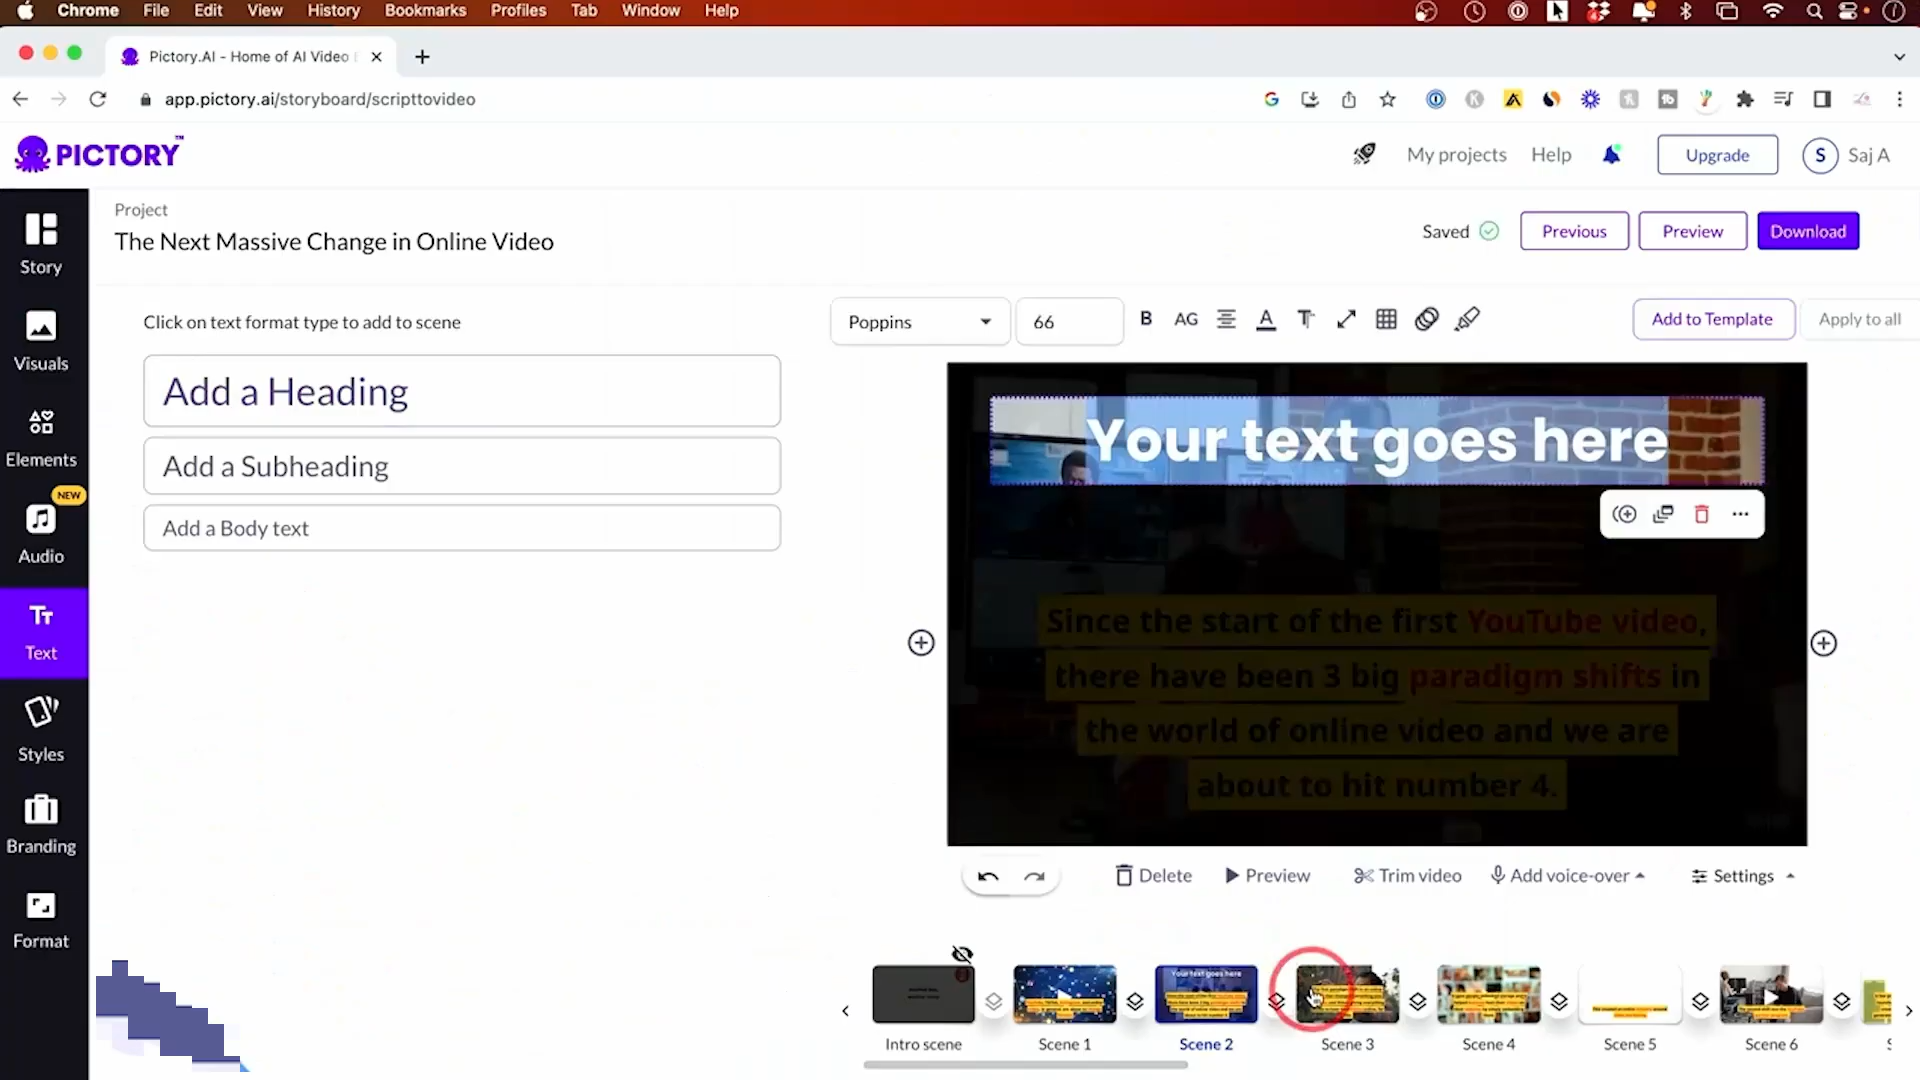 Chrome File Edit View History Bookmarks Profiles Tab Window Help
Pictory.AI - Home of AI Video
app.pictory.ai/storyboard/scripttovideo
PICTORY™
My projects Help Upgrade S Saj A
Project
The Next Massive Change in Online Video
Saved Previous Preview Download
Story
Visuals
Elements
NEW
Audio
Text
Styles
Branding
Format
Click on text format type to add to scene
Add a Heading
Add a Subheading
Add a Body text
Poppins 66 B AG A Add to Template Apply to all
Your text goes here
Since the start of the first YouTube video,
there have been 3 big paradigm shifts in
the world of online video and we are
about to hit number 4.
Delete Preview Trim video Add voice-over Settings
Your text goes here
Intro scene Scene 1 Scene 2 Scene 3 Scene 4 Scene 5 Scene 6 S